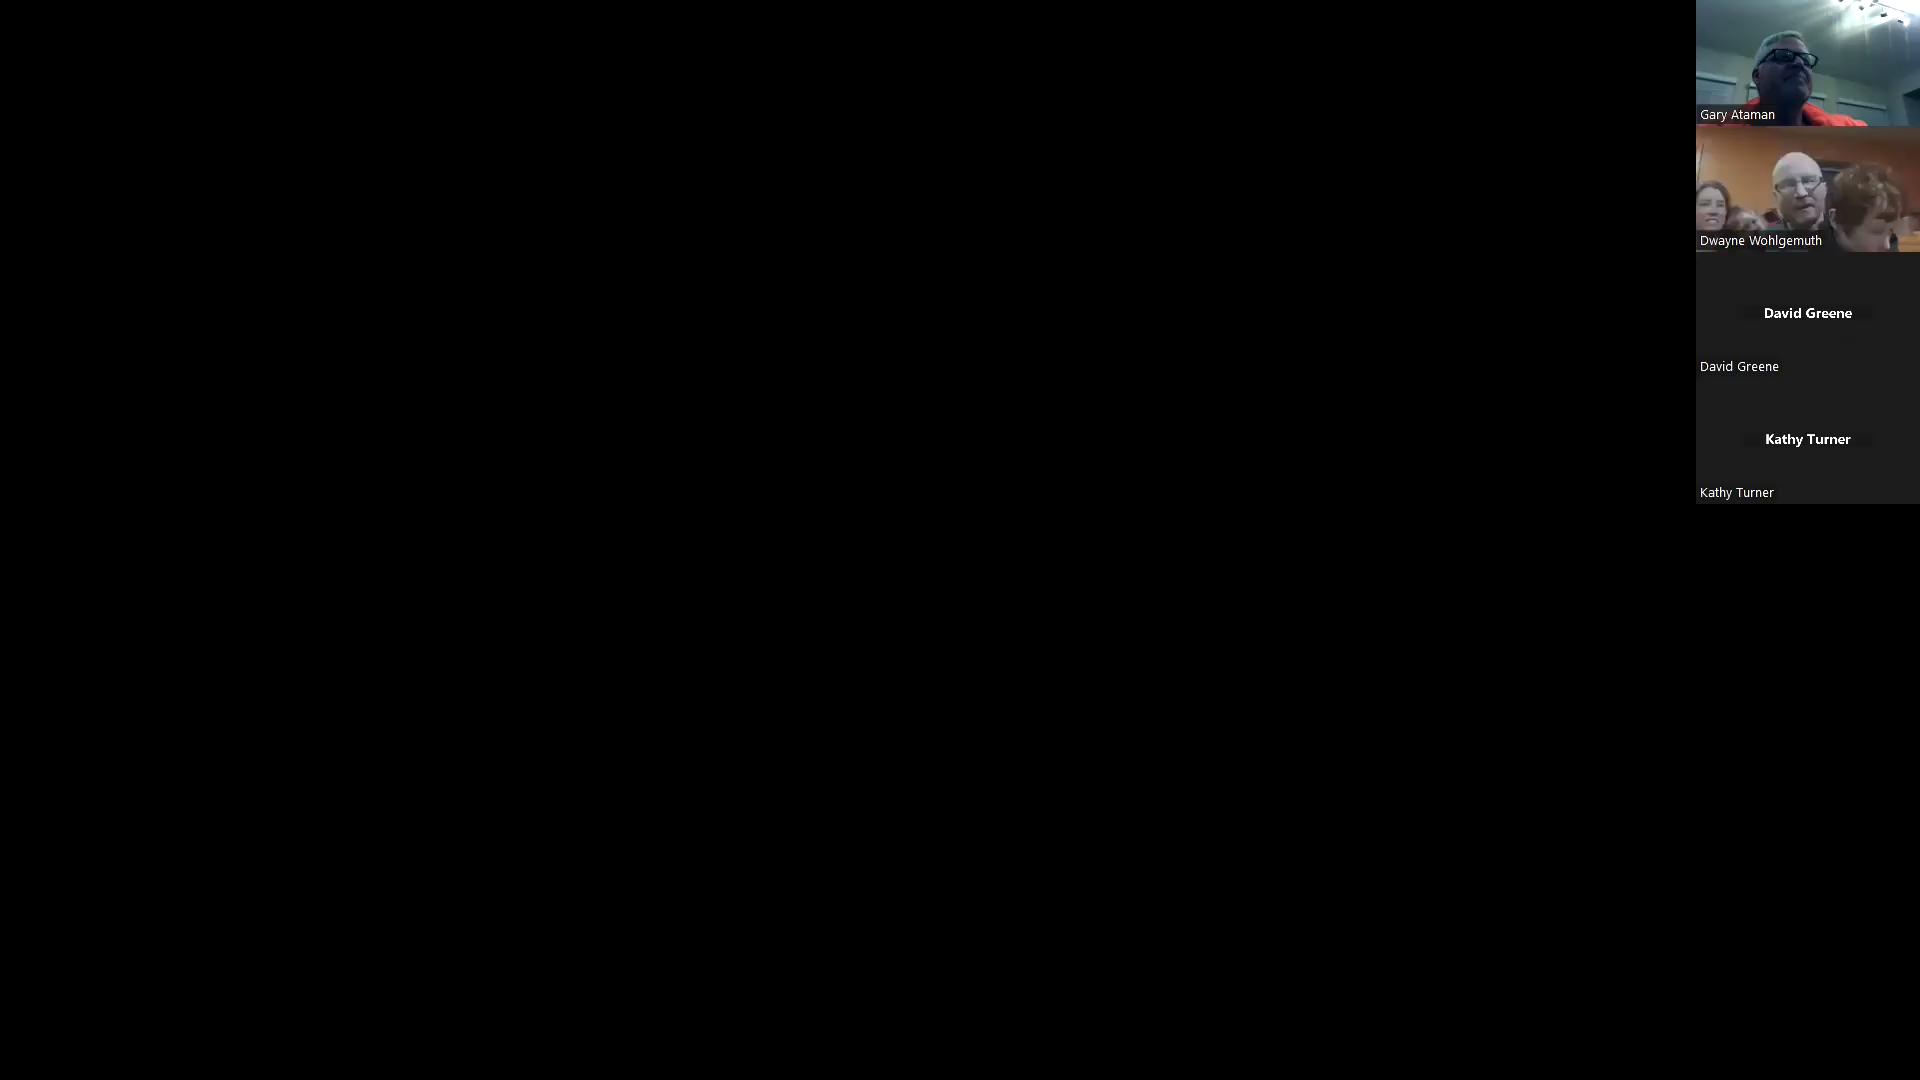 Gary Ataman
Dwayne Wohlgemuth
David Greene
David Greene
Kathy Turner
Kathy Turner